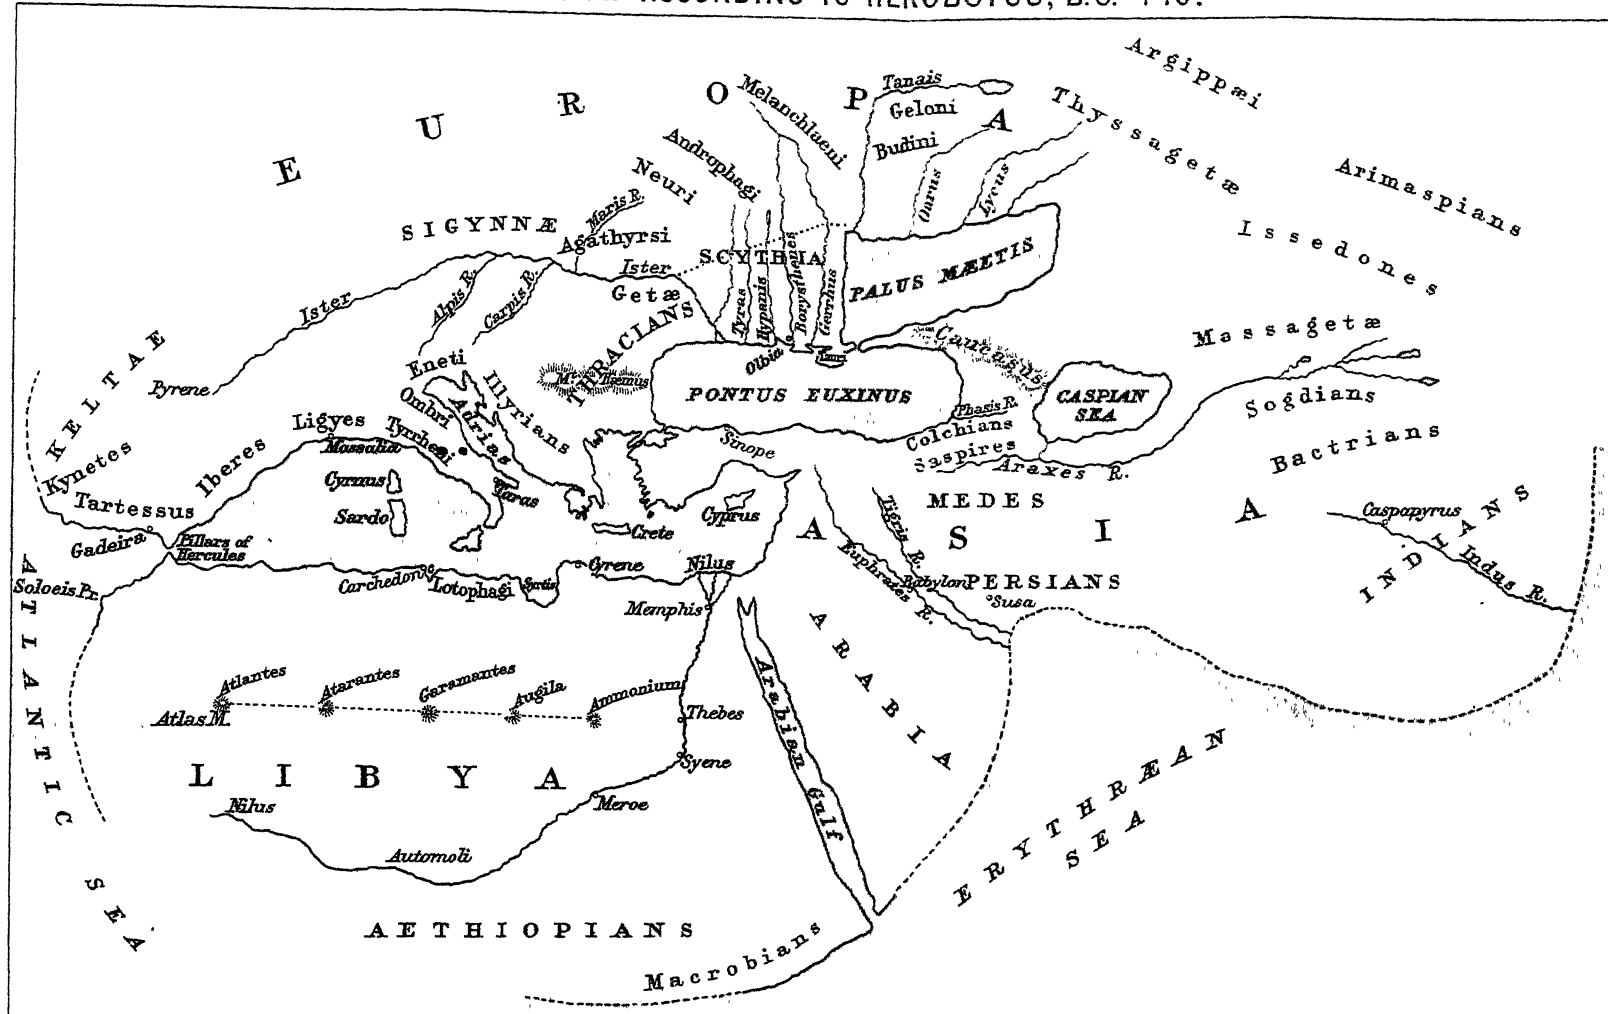 ACCORDING TO HERODOTUS, B.C.
EUROPA
Argippæi
Thyssagetæ
Arimaspians
Issedones
Massagetæ
Melanchlaeni
Tanais
Geloni
Budini
Androphagi
Neuri
Maris R.
SIGYNNÆ
Agathyrsi
Ister
Getæ
SCYTHIA
Tyras
Hypanis
Borysthenes
Gerrhus
Oarus
Lycus
PALUS MÆETIS
Ister
Alpis R.
Carpis R.
THRACIANS
Mt. Hæmus
Olbia
Tauri
Caucasus
PONTUS EUXINUS
CASPIAN
SEA
Phasis R.
Colchians
Saspires
Araxes R.
Sogdians
Bactrians
KELTAE
Pyrene
Kynetes
Iberes
Ligyes
Massalia
Eneti
Ombri
Adrias
Illyrians
Tyrrheni
Sinope
Tartessus
Gadeira
Pillars of
Hercules
Cyrnus
Sardo
Taras
Crete
Cyprus
MEDES
ASIA
Tigris R.
Euphrates R.
Babylon
PERSIANS
Susa
Caspapyrus
INDIANS
Indus R.
Soloeis Pr.
Carchedon
Lotophagi
Syrtis
Cyrene
Nilus
Memphis
ARABIA
Arabian Gulf
ATLANTIC SEA
Atlantes
Atarantes
Garamantes
Augila
Ammonium
Atlas M.
Thebes
Syene
LIBYA
Nilus
Meroe
Automoli
ERYTHRÆAN
SEA
AETHIOPIANS
Macrobians